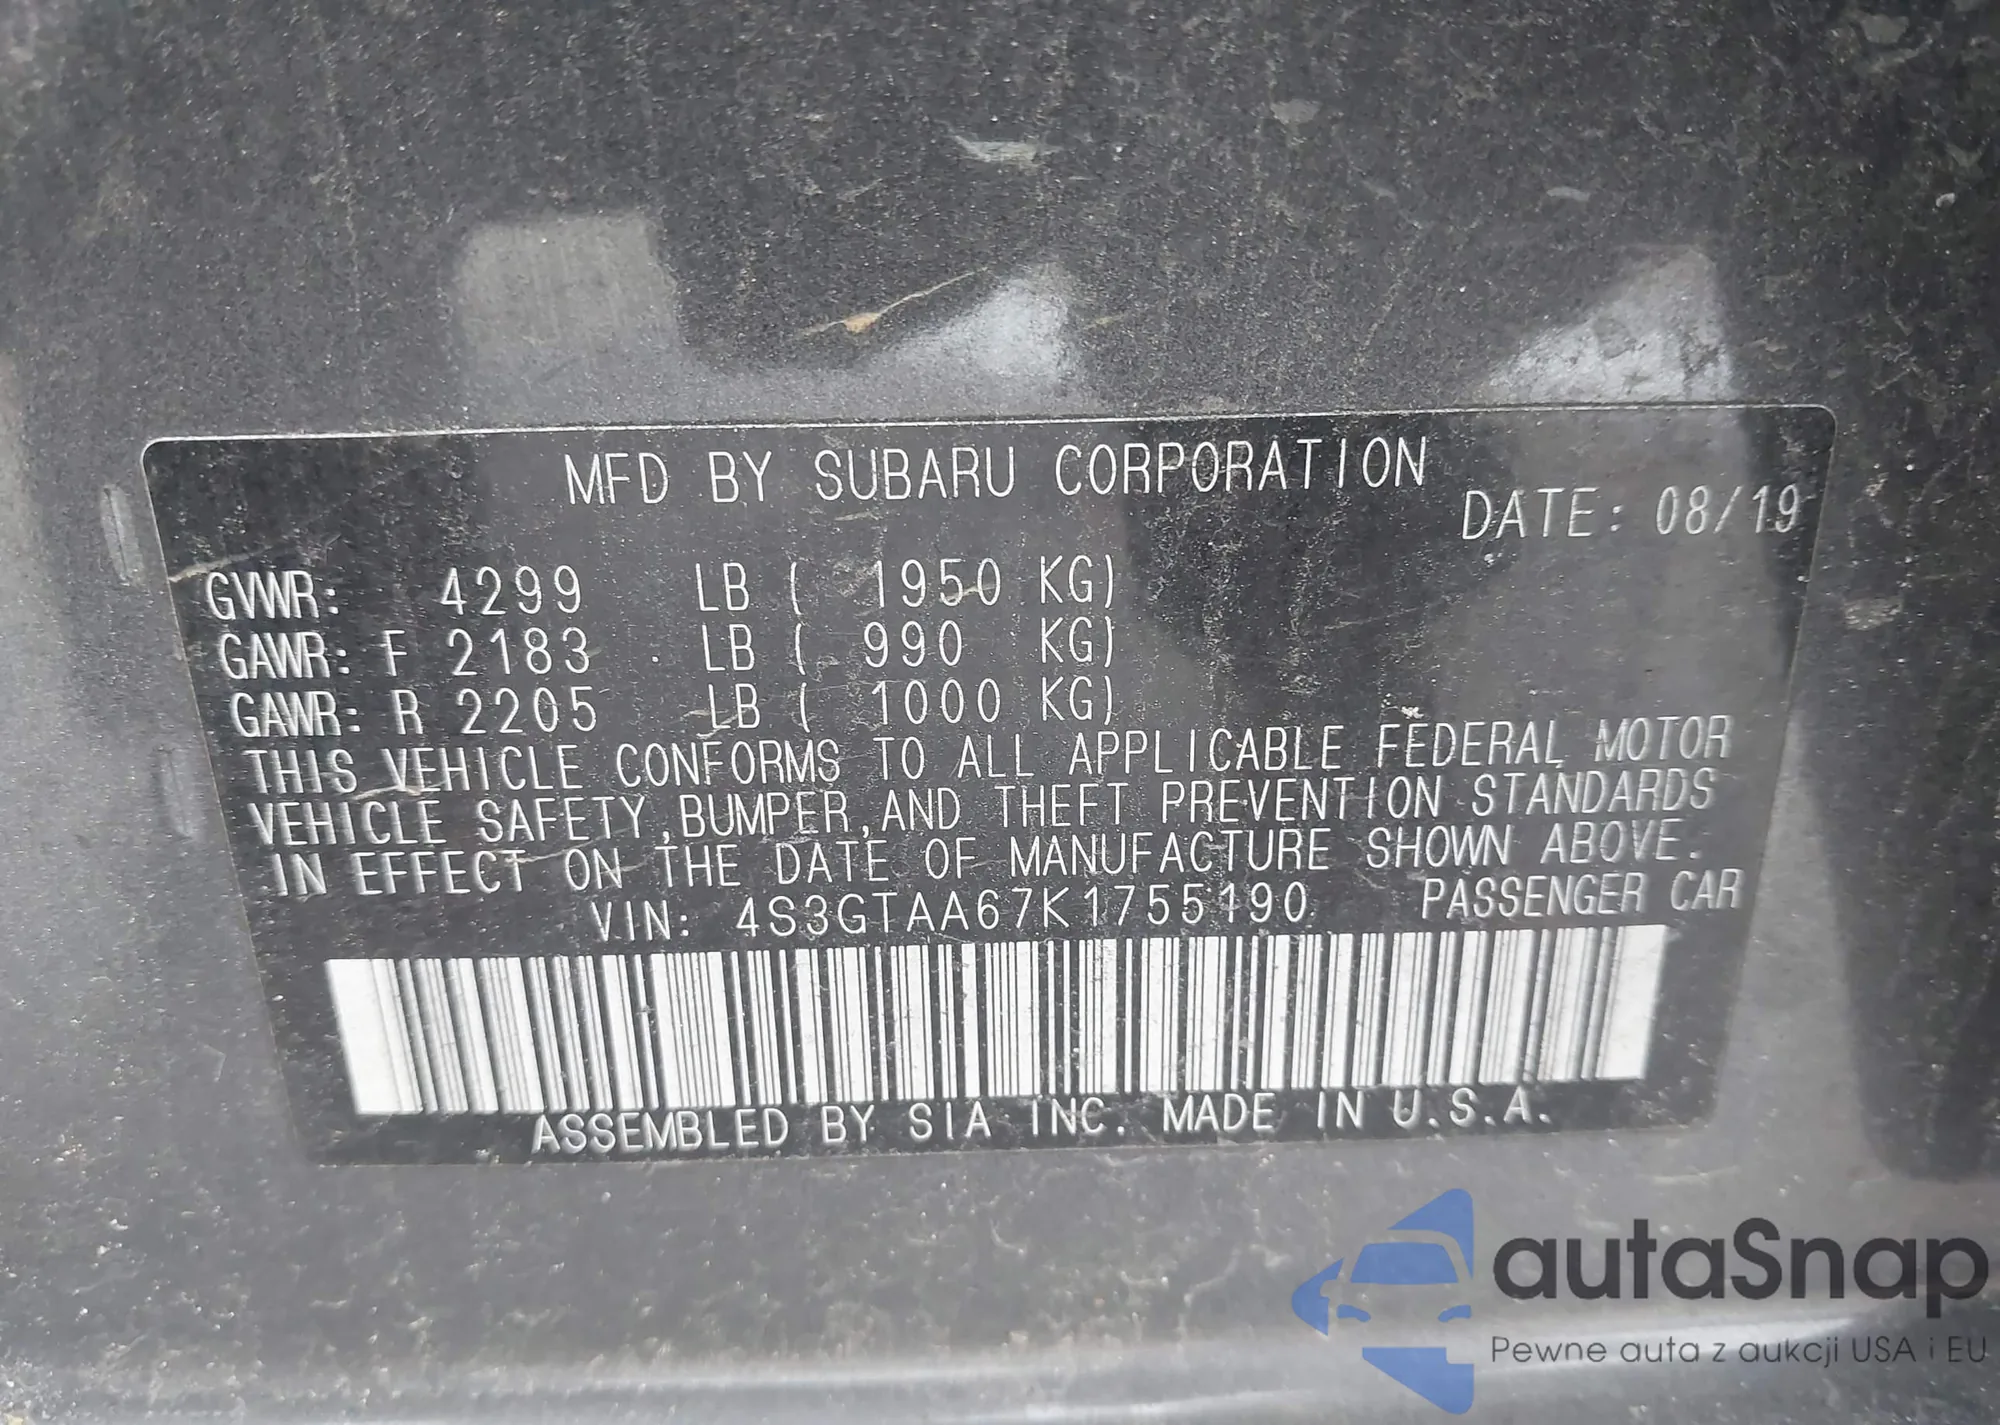 MFD BY SUBARU CORPORATION
DATE: 08/19
GVWR: 4299 LB ( 1950 KG)
GAWR: F 2183 LB ( 990 KG)
GAWR: R 2205 LB ( 1000 KG)
THIS VEHICLE CONFORMS TO ALL APPLICABLE FEDERAL MOTOR
VEHICLE SAFETY,BUMPER,AND THEFT PREVENTION STANDARDS
IN EFFECT ON THE DATE OF MANUFACTURE SHOWN ABOVE.
VIN: 4S3GTAA67K1755190 PASSENGER CAR
ASSEMBLED BY SIA INC. MADE IN U.S.A.
autaSnap
Pewne auta z aukcji USA i EU